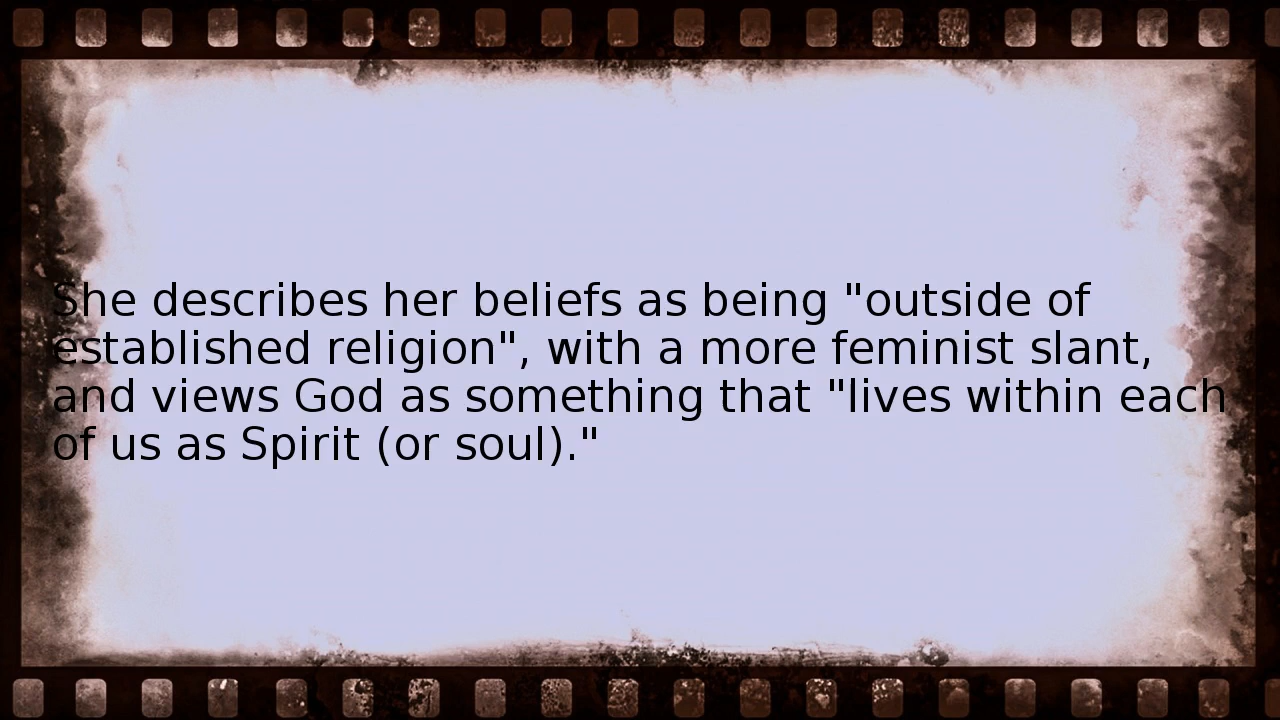 She describes her beliefs as being "outside of
established religion", with a more feminist slant,
and views God as something that "lives within each
of us as Spirit (or soul)."